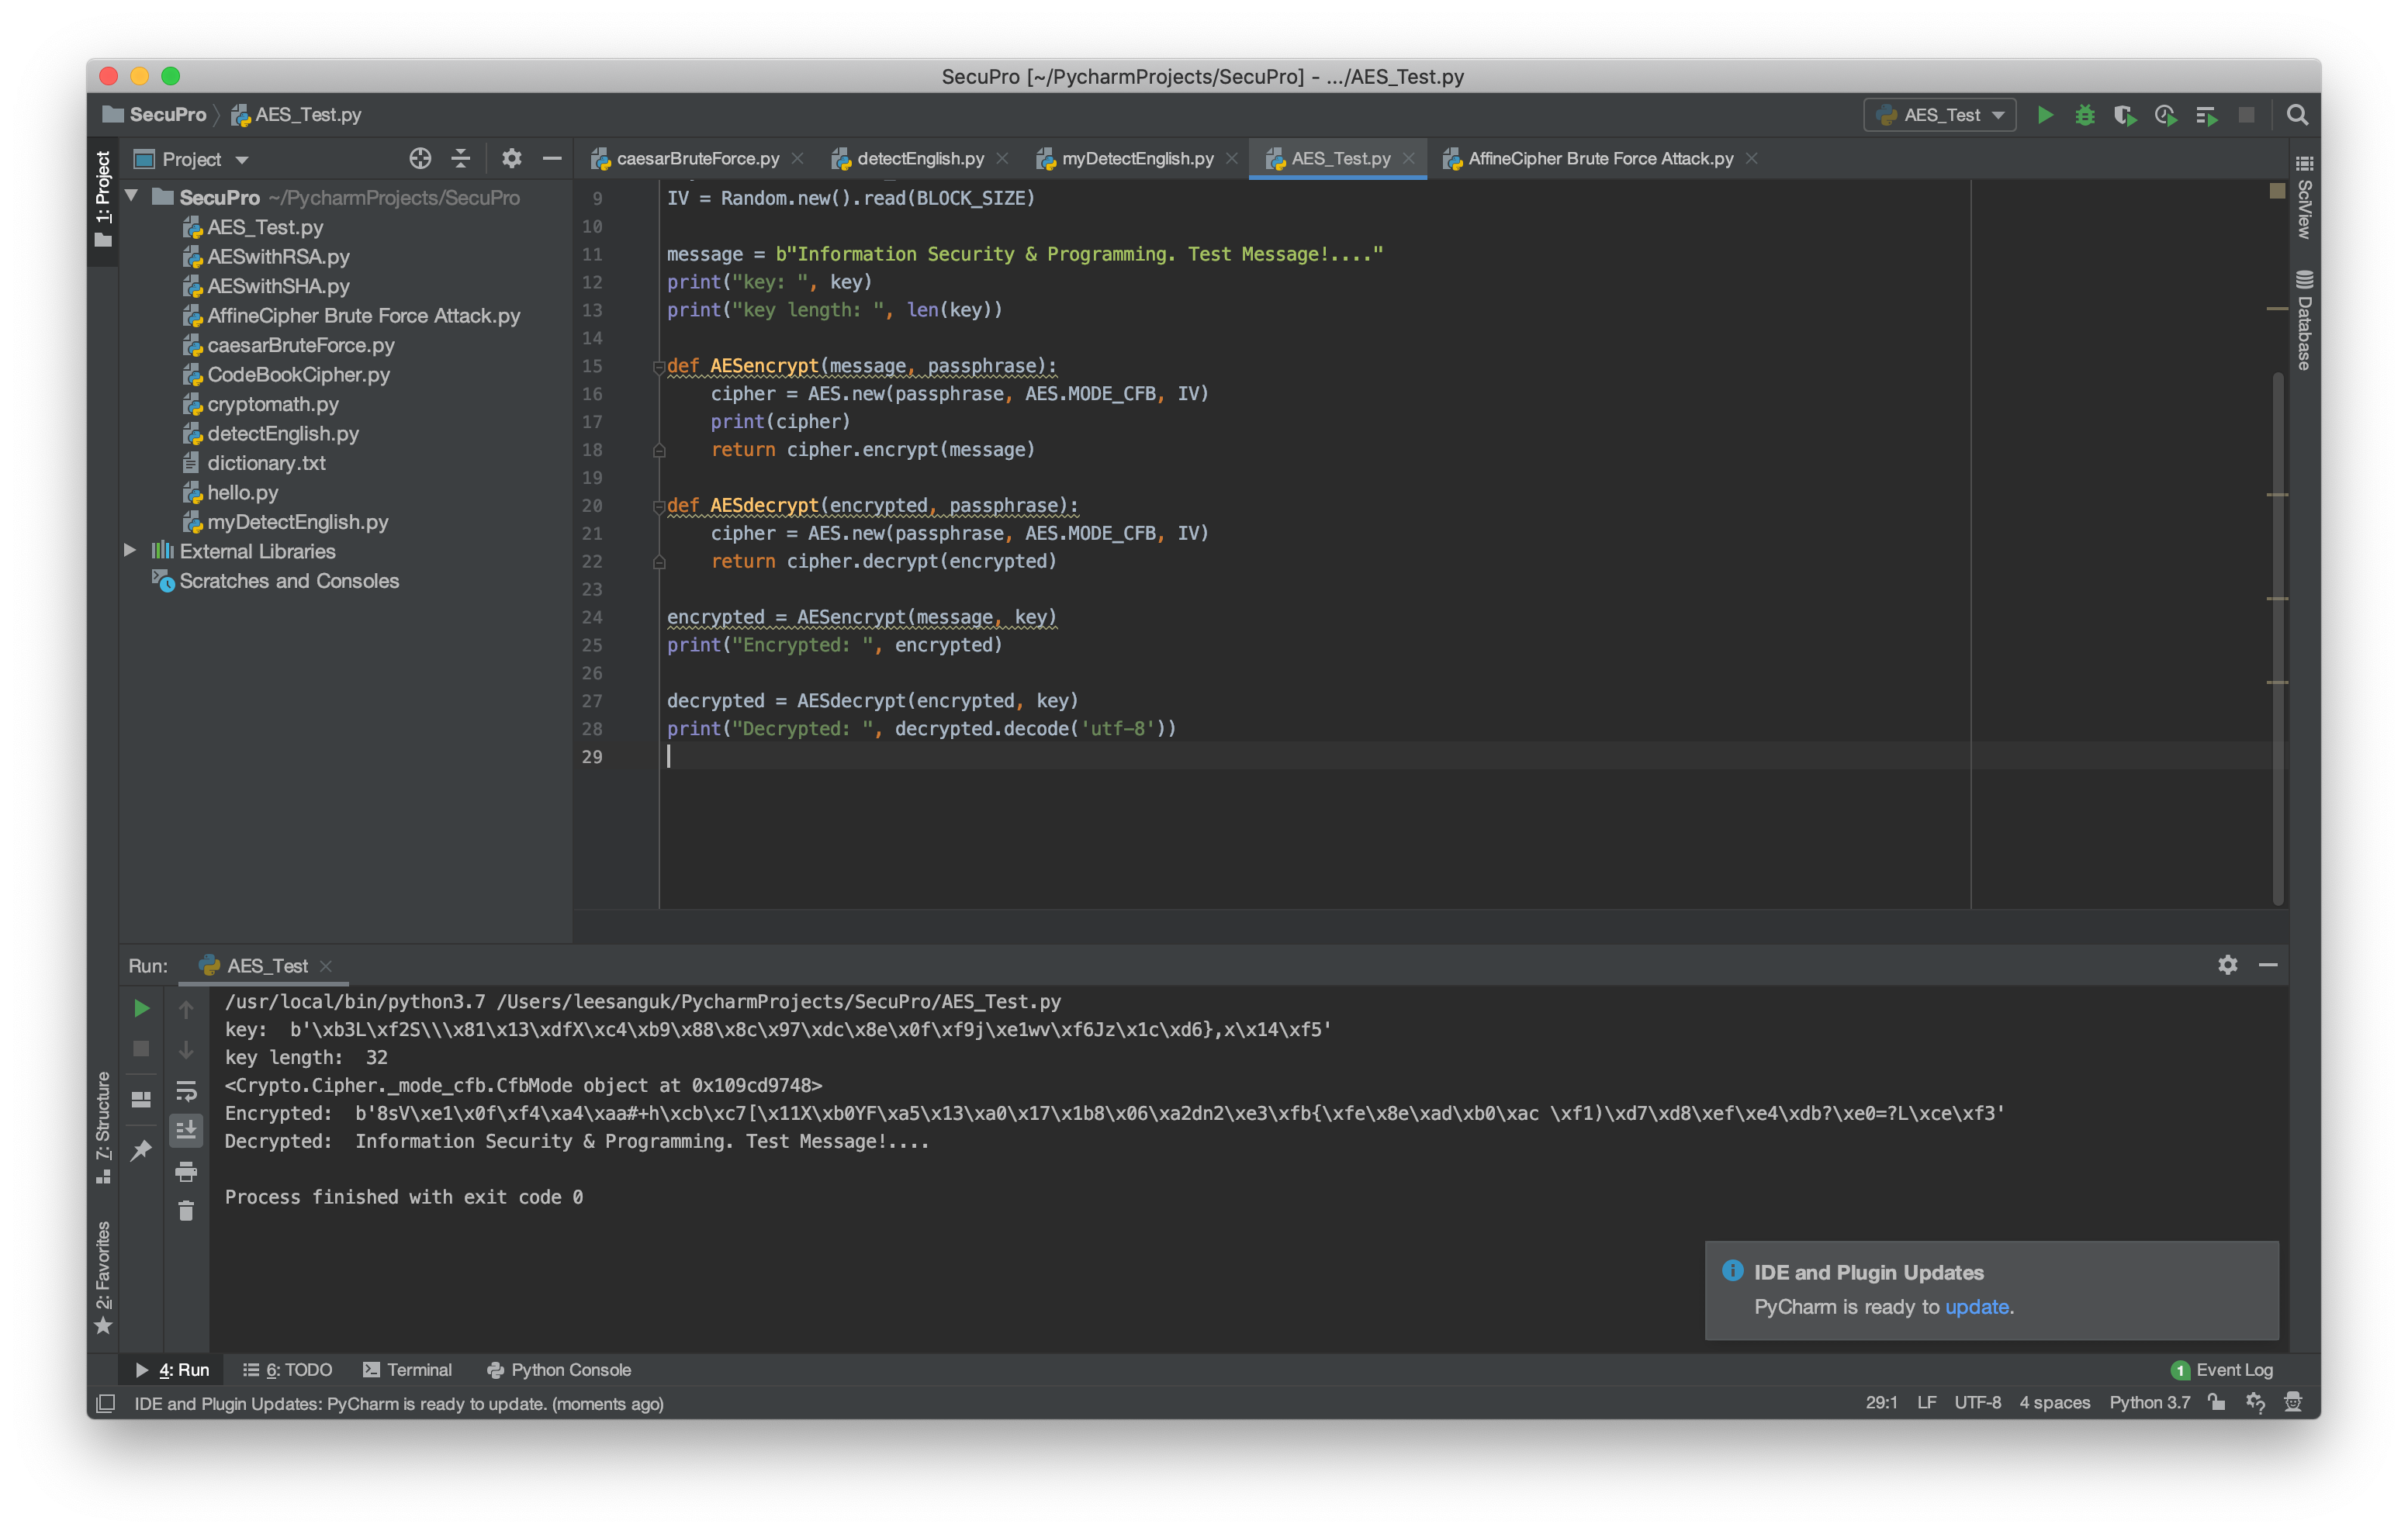 SecuPro [~/PycharmProjects/SecuPro] - .../AES_Test.py
SecuPro AES_Test.py
AES_Test
1: Project
Project
caesarBruteForce.py
detectEnglish.py
myDetectEnglish.py
AES_Test.py
AffineCipher Brute Force Attack.py
SecuPro ~/PycharmProjects/SecuPro
AES_Test.py
AESwithRSA.py
AESwithSHA.py
AffineCipher Brute Force Attack.py
caesarBruteForce.py
CodeBookCipher.py
cryptomath.py
detectEnglish.py
dictionary.txt
hello.py
myDetectEnglish.py
External Libraries
Scratches and Consoles
9 IV = Random.new().read(BLOCK_SIZE)
10
11 message = b"Information Security & Programming. Test Message!...."
12 print("key: ", key)
13 print("key length: ", len(key))
14
15 def AESencrypt(message, passphrase):
16 cipher = AES.new(passphrase, AES.MODE_CFB, IV)
17 print(cipher)
18 return cipher.encrypt(message)
19
20 def AESdecrypt(encrypted, passphrase):
21 cipher = AES.new(passphrase, AES.MODE_CFB, IV)
22 return cipher.decrypt(encrypted)
23
24 encrypted = AESencrypt(message, key)
25 print("Encrypted: ", encrypted)
26
27 decrypted = AESdecrypt(encrypted, key)
28 print("Decrypted: ", decrypted.decode('utf-8'))
29
SciView
Database
Run: AES_Test
/usr/local/bin/python3.7 /Users/leesanguk/PycharmProjects/SecuPro/AES_Test.py
key:  b'\xb3L\xf2S\\\x81\x13\xdfX\xc4\xb9\x88\x8c\x97\xdc\x8e\x0f\xf9j\xe1wv\xf6Jz\x1c\xd6},x\x14\xf5'
key length:  32
<Crypto.Cipher._mode_cfb.CfbMode object at 0x109cd9748>
Encrypted:  b'8sV\xe1\x0f\xf4\xa4\xaa#+h\xcb\xc7[\x11X\xb0YF\xa5\x13\xa0\x17\x1b8\x06\xa2dn2\xe3\xfb{\xfe\x8e\xad\xb0\xac \xf1)\xd7\xd8\xef\xe4\xdb?\xe0=?L\xce\xf3'
Decrypted:  Information Security & Programming. Test Message!....
Process finished with exit code 0
7: Structure
2: Favorites
IDE and Plugin Updates
PyCharm is ready to update.
4: Run
6: TODO
Terminal
Python Console
1 Event Log
IDE and Plugin Updates: PyCharm is ready to update. (moments ago)
29:1 LF UTF-8 4 spaces Python 3.7